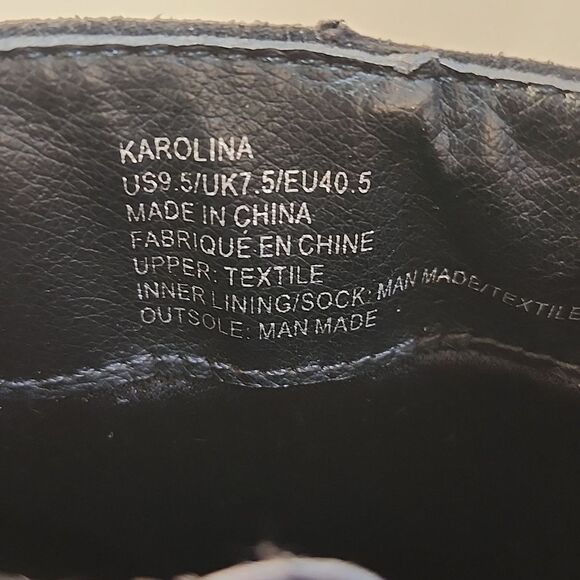 KAROLINA
US9.5/UK7.5/EU40.5
MADE IN CHINA
FABRIQUÉ EN CHINE
UPPER: TEXTILE
INNER LINING/SOCK: MAN MADE/TEXTILE
OUTSOLE: MAN MADE